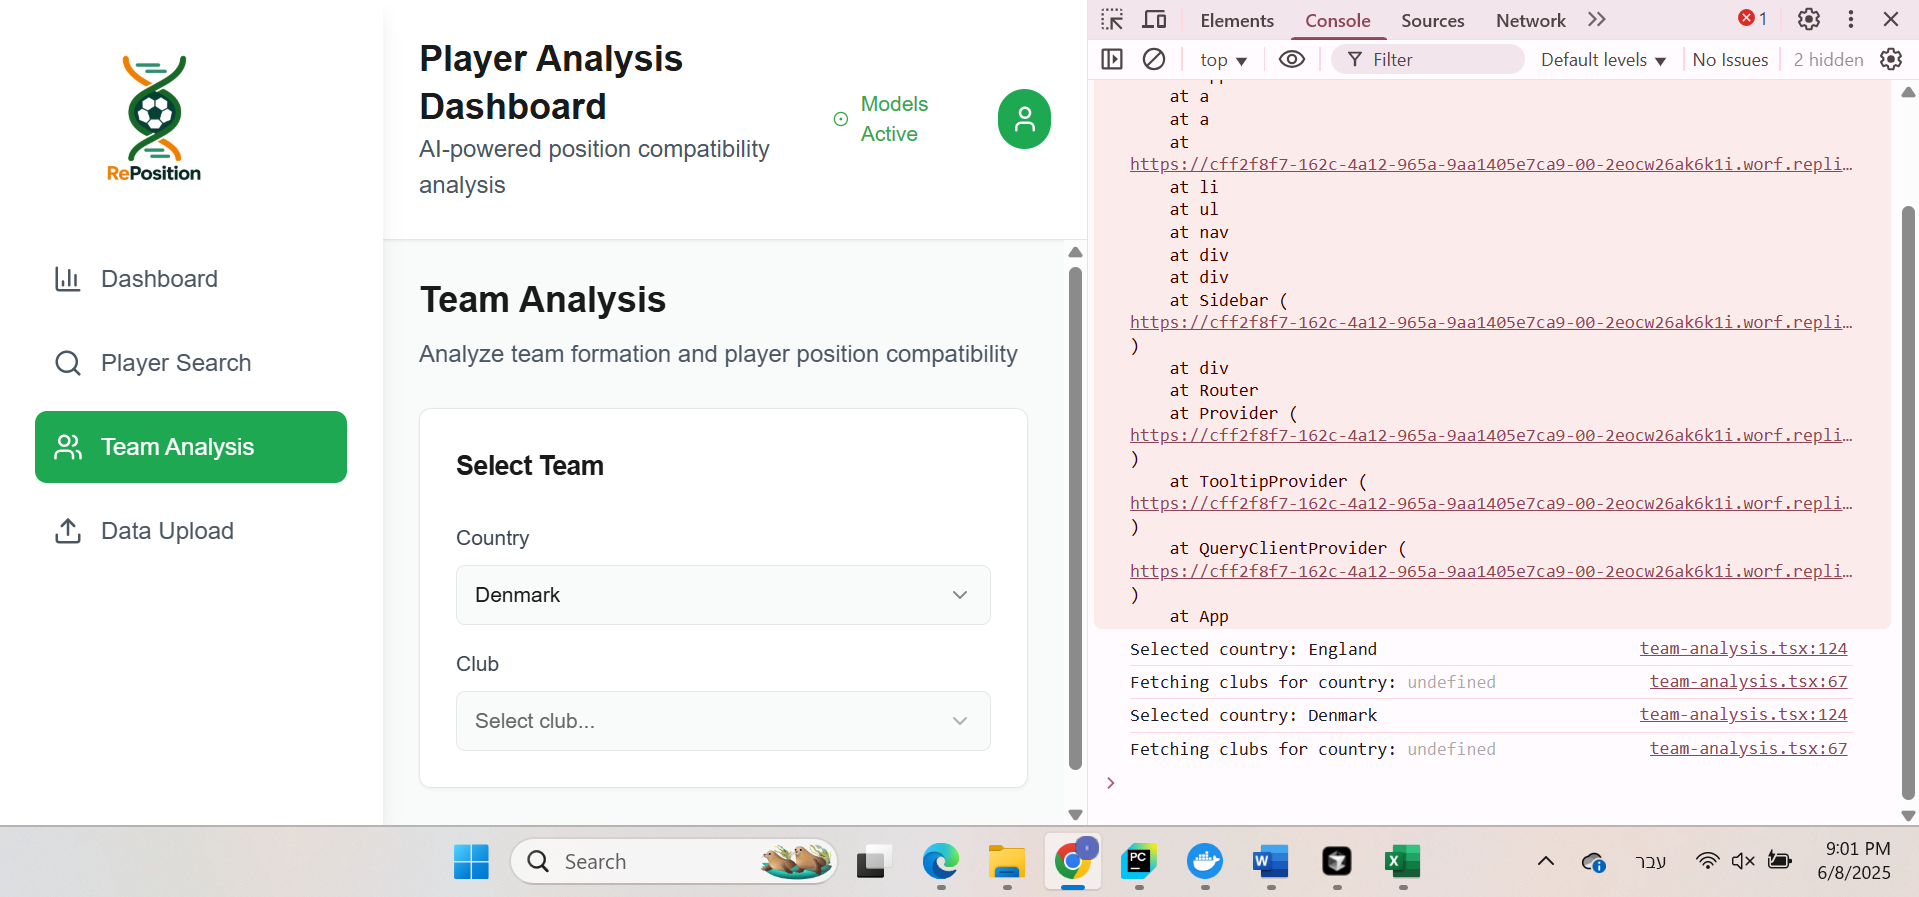 RePosition
Dashboard
Player Search
Team Analysis
Data Upload
Player Analysis
Dashboard
AI-powered position compatibility
analysis
Models
Active
Team Analysis
Analyze team formation and player position compatibility
Select Team
Country
Denmark
Club
Select club...
Elements Console Sources Network 1
top Filter Default levels No Issues 2 hidden
at a
at a
at
https://cff2f8f7-162c-4a12-965a-9aa1405e7ca9-00-2eocw26ak6k1i.worf.repli…
at li
at ul
at nav
at div
at div
at Sidebar (
https://cff2f8f7-162c-4a12-965a-9aa1405e7ca9-00-2eocw26ak6k1i.worf.repli…
)
at div
at Router
at Provider (
https://cff2f8f7-162c-4a12-965a-9aa1405e7ca9-00-2eocw26ak6k1i.worf.repli…
)
at TooltipProvider (
https://cff2f8f7-162c-4a12-965a-9aa1405e7ca9-00-2eocw26ak6k1i.worf.repli…
)
at QueryClientProvider (
https://cff2f8f7-162c-4a12-965a-9aa1405e7ca9-00-2eocw26ak6k1i.worf.repli…
)
at App
Selected country: England team-analysis.tsx:124
Fetching clubs for country: undefined team-analysis.tsx:67
Selected country: Denmark team-analysis.tsx:124
Fetching clubs for country: undefined team-analysis.tsx:67
Search
PC
W
X
עבר
9:01 PM
6/8/2025